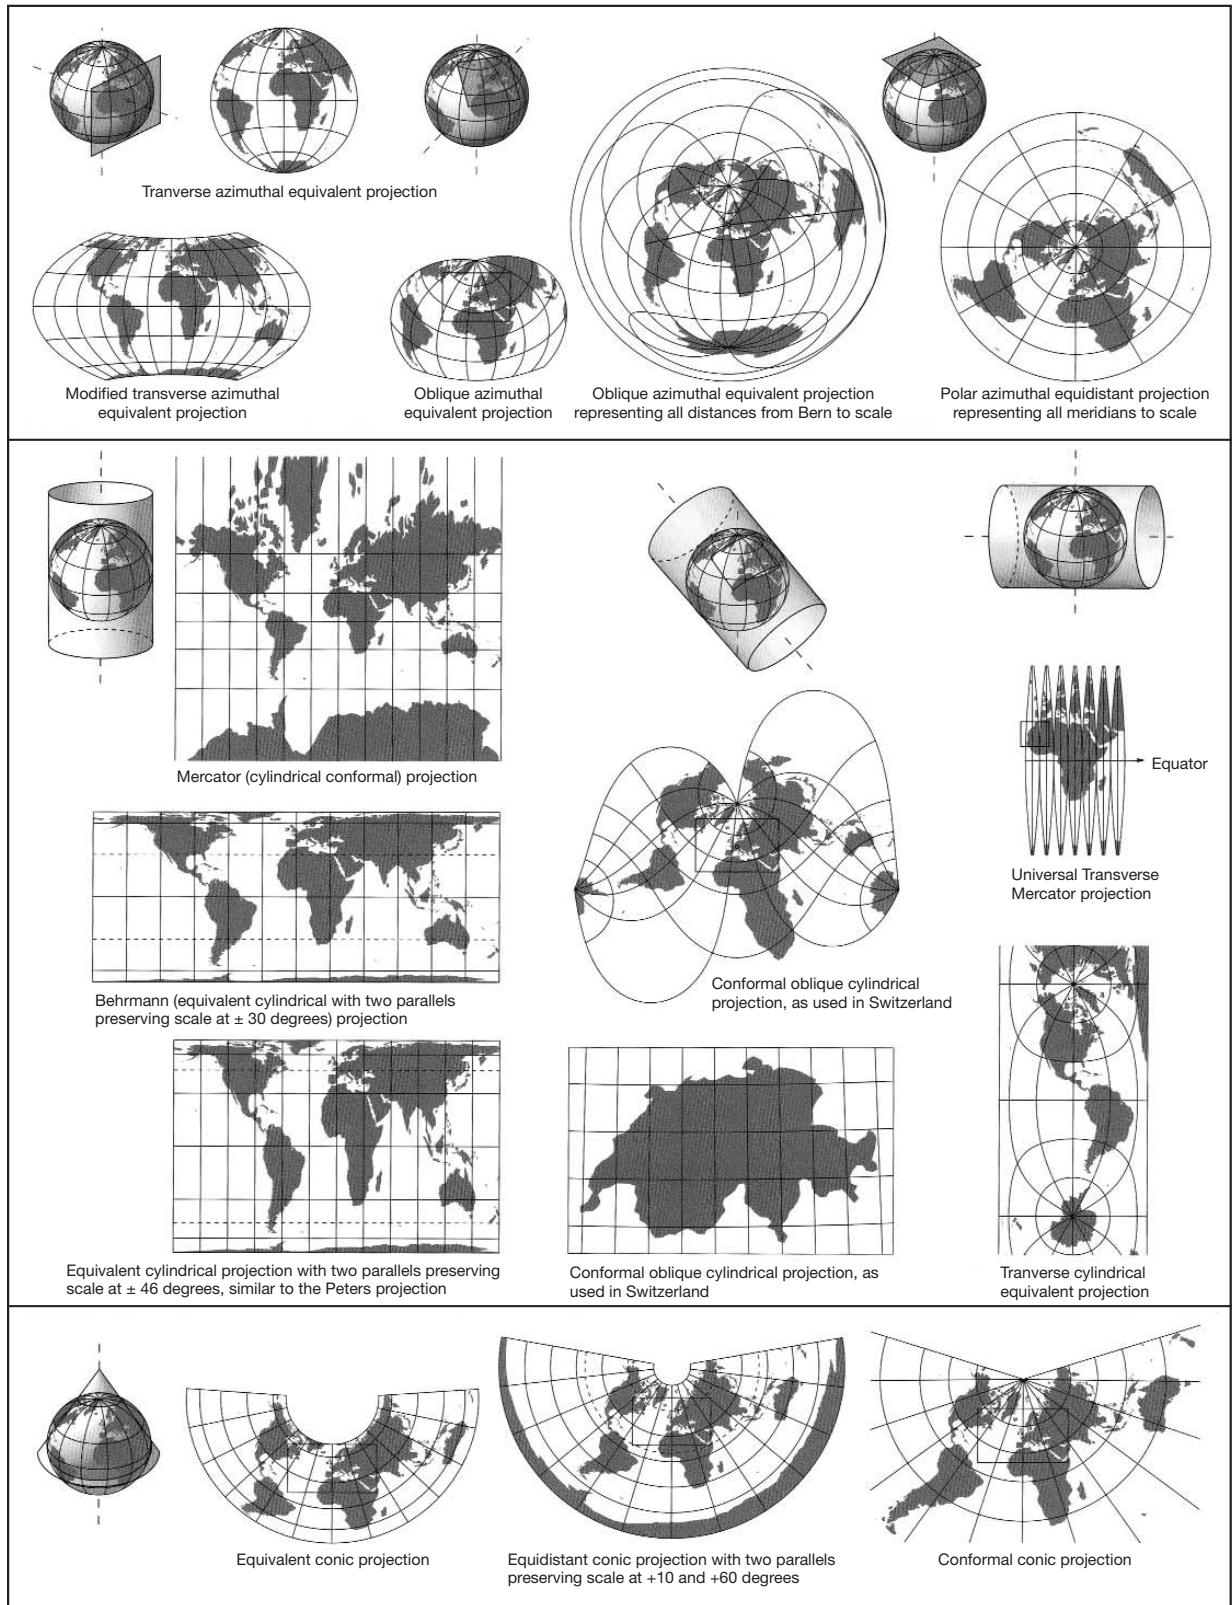 Tranverse azimuthal equivalent projection
Modified transverse azimuthal
equivalent projection
Oblique azimuthal
equivalent projection
Oblique azimuthal equivalent projection
representing all distances from Bern to scale
Polar azimuthal equidistant projection
representing all meridians to scale
Mercator (cylindrical conformal) projection
Equator
Universal Transverse
Mercator projection
Behrmann (equivalent cylindrical with two parallels
preserving scale at ± 30 degrees) projection
Conformal oblique cylindrical
projection, as used in Switzerland
Equivalent cylindrical projection with two parallels preserving
scale at ± 46 degrees, similar to the Peters projection
Conformal oblique cylindrical projection, as
used in Switzerland
Tranverse cylindrical
equivalent projection
Equivalent conic projection
Equidistant conic projection with two parallels
preserving scale at +10 and +60 degrees
Conformal conic projection